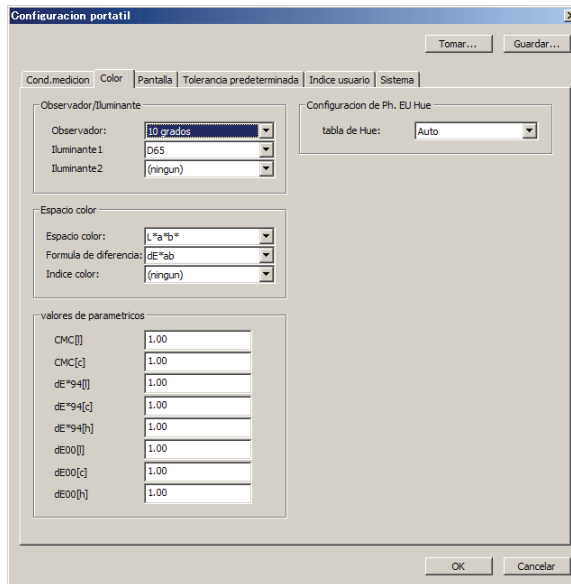 Configuracion portatil
Tomar... Guardar...
Cond.medicion Color Pantalla Tolerancia predeterminada Indice usuario Sistema
Observador/Iluminante
Observador: 10 grados
Iluminante1 D65
Iluminante2 (ningun)
Configuracion de Ph. EU Hue
tabla de Hue: Auto
Espacio color
Espacio color: L*a*b*
Formula de diferencia: dE*ab
Indice color: (ningun)
valores de parametricos
CMC[l] 1.00
CMC[c] 1.00
dE*94[l] 1.00
dE*94[c] 1.00
dE*94[h] 1.00
dE00[l] 1.00
dE00[c] 1.00
dE00[h] 1.00
OK Cancelar